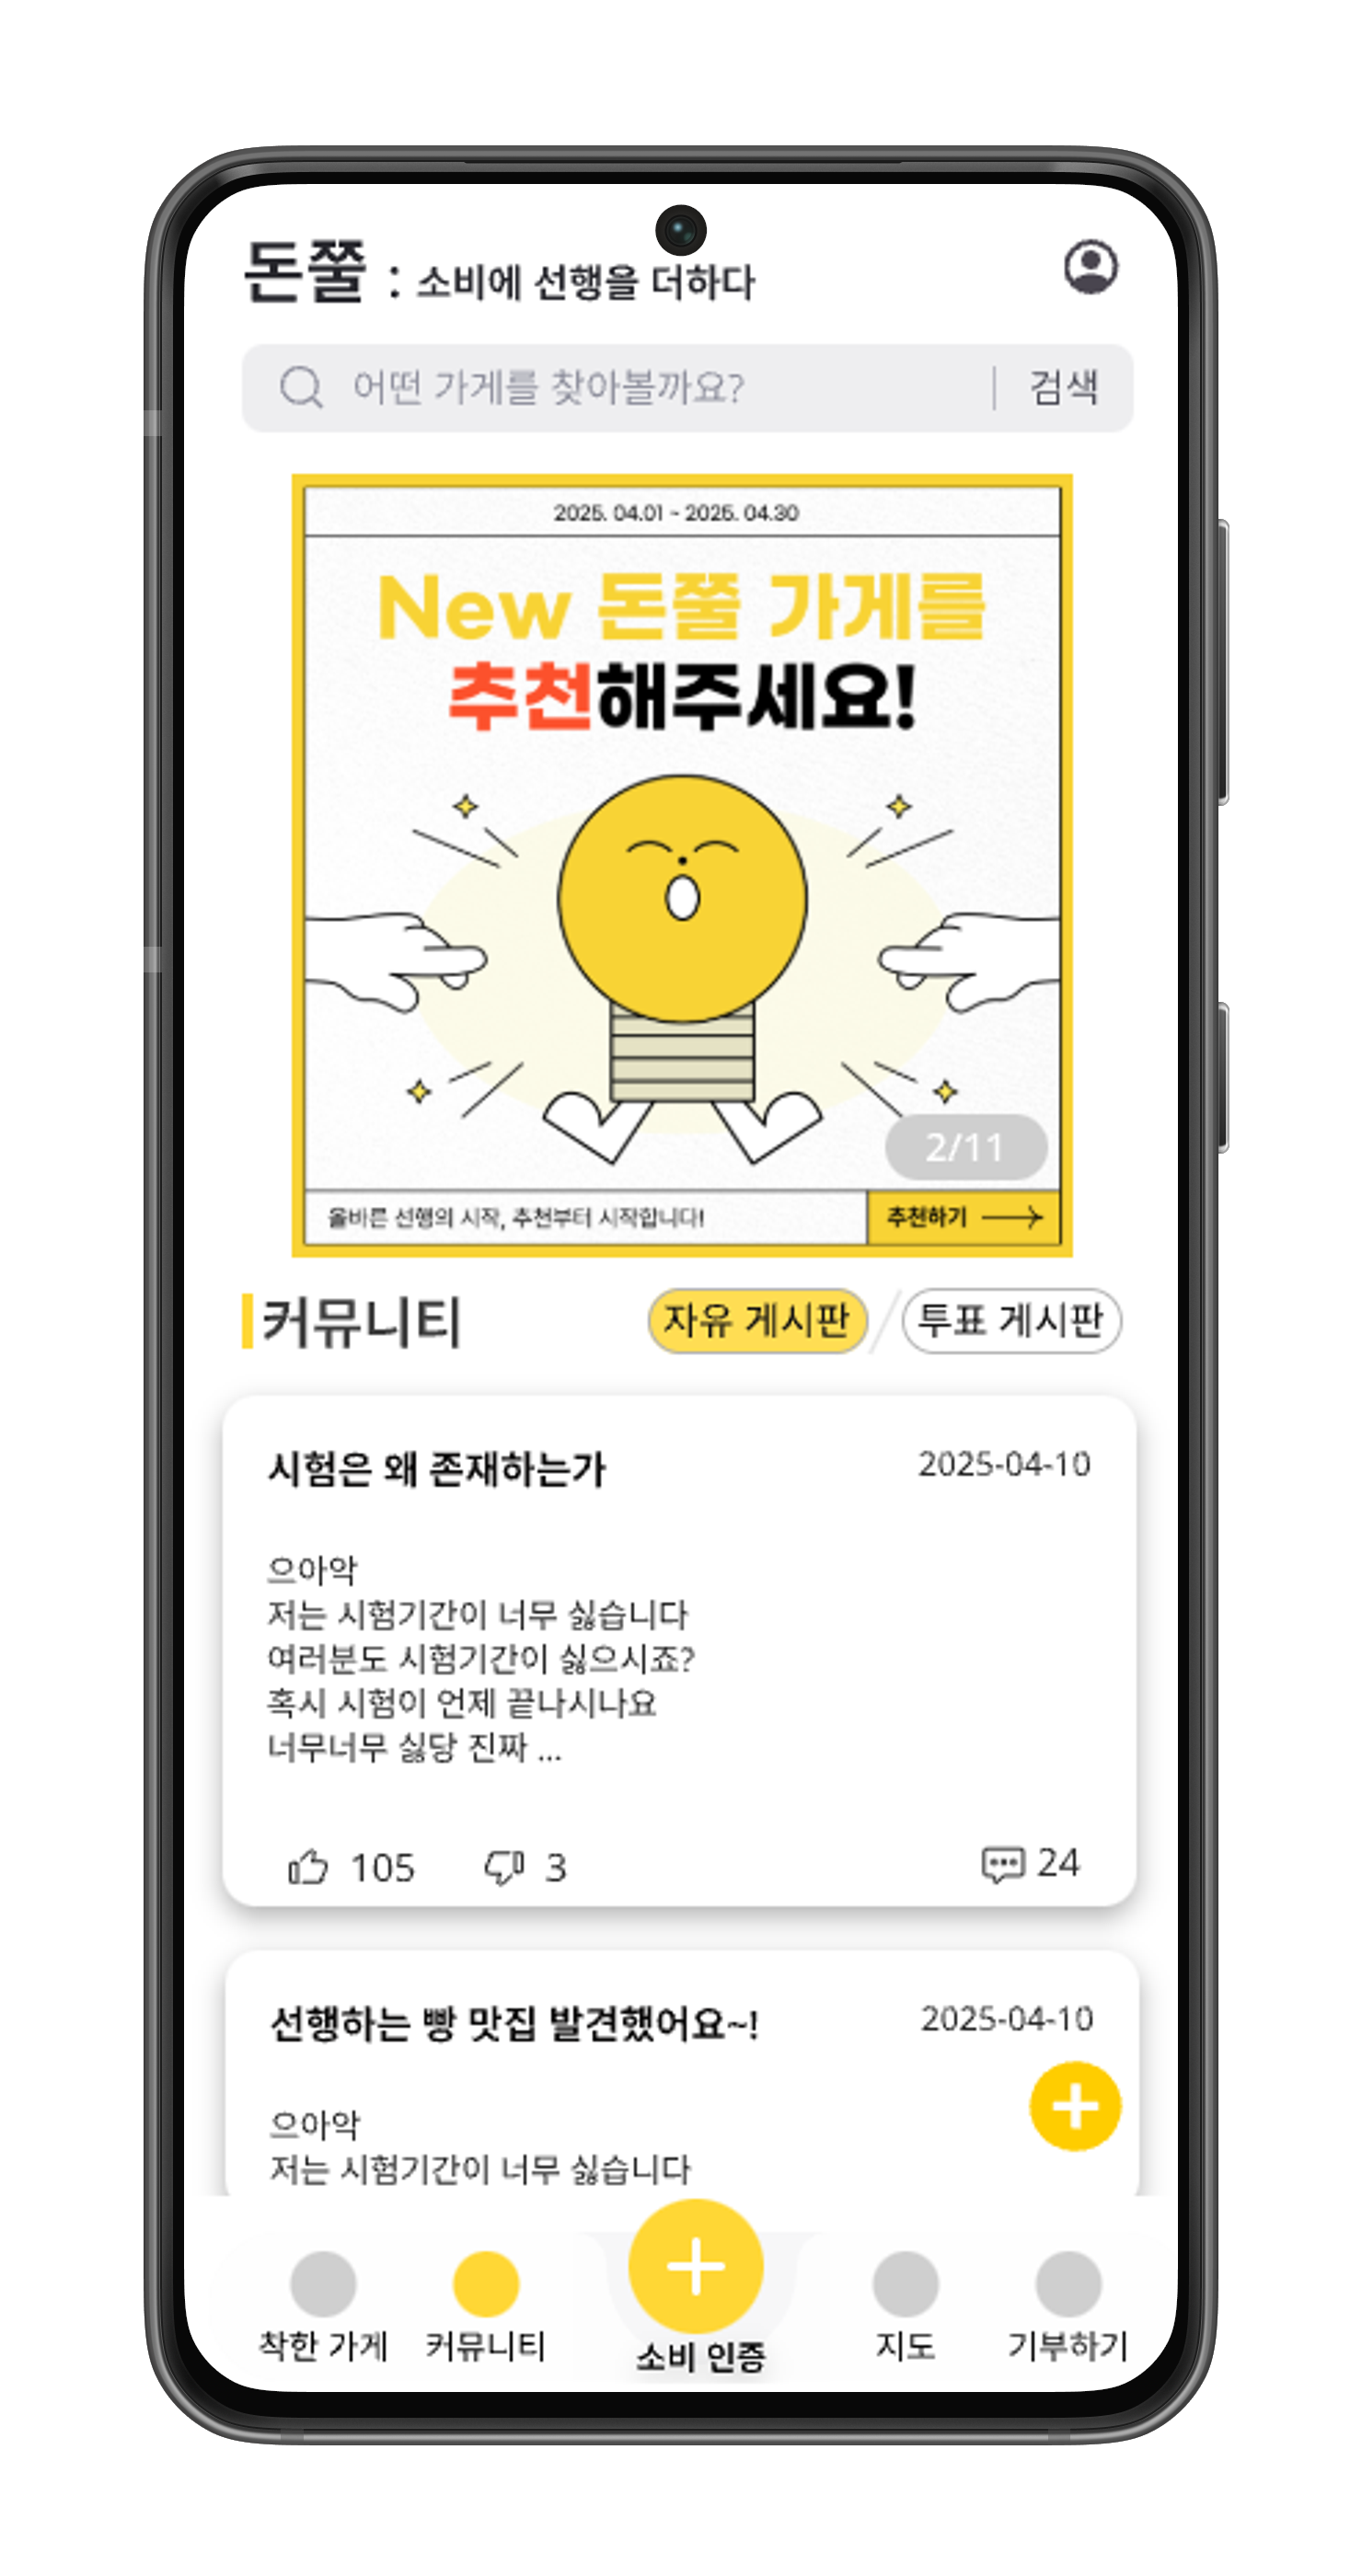 돈쭐 : 소비에 선행을 더하다
어떤 가게를 찾아볼까요?
검색
2025. 04.01 ~ 2025. 04.30
New 돈쭐 가게를
추천해주세요!
2/11
올바른 선행의 시작, 추천부터 시작합니다!
추천하기
커뮤니티
자유 게시판
투표 게시판
시험은 왜 존재하는가
2025-04-10
으아악
저는 시험기간이 너무 싫습니다
여러분도 시험기간이 싫으시죠?
혹시 시험이 언제 끝나시나요
너무너무 싫당 진짜 ...
105
3
24
선행하는 빵 맛집 발견했어요~!
2025-04-10
으아악
저는 시험기간이 너무 싫습니다
착한 가게
커뮤니티
소비 인증
지도
기부하기